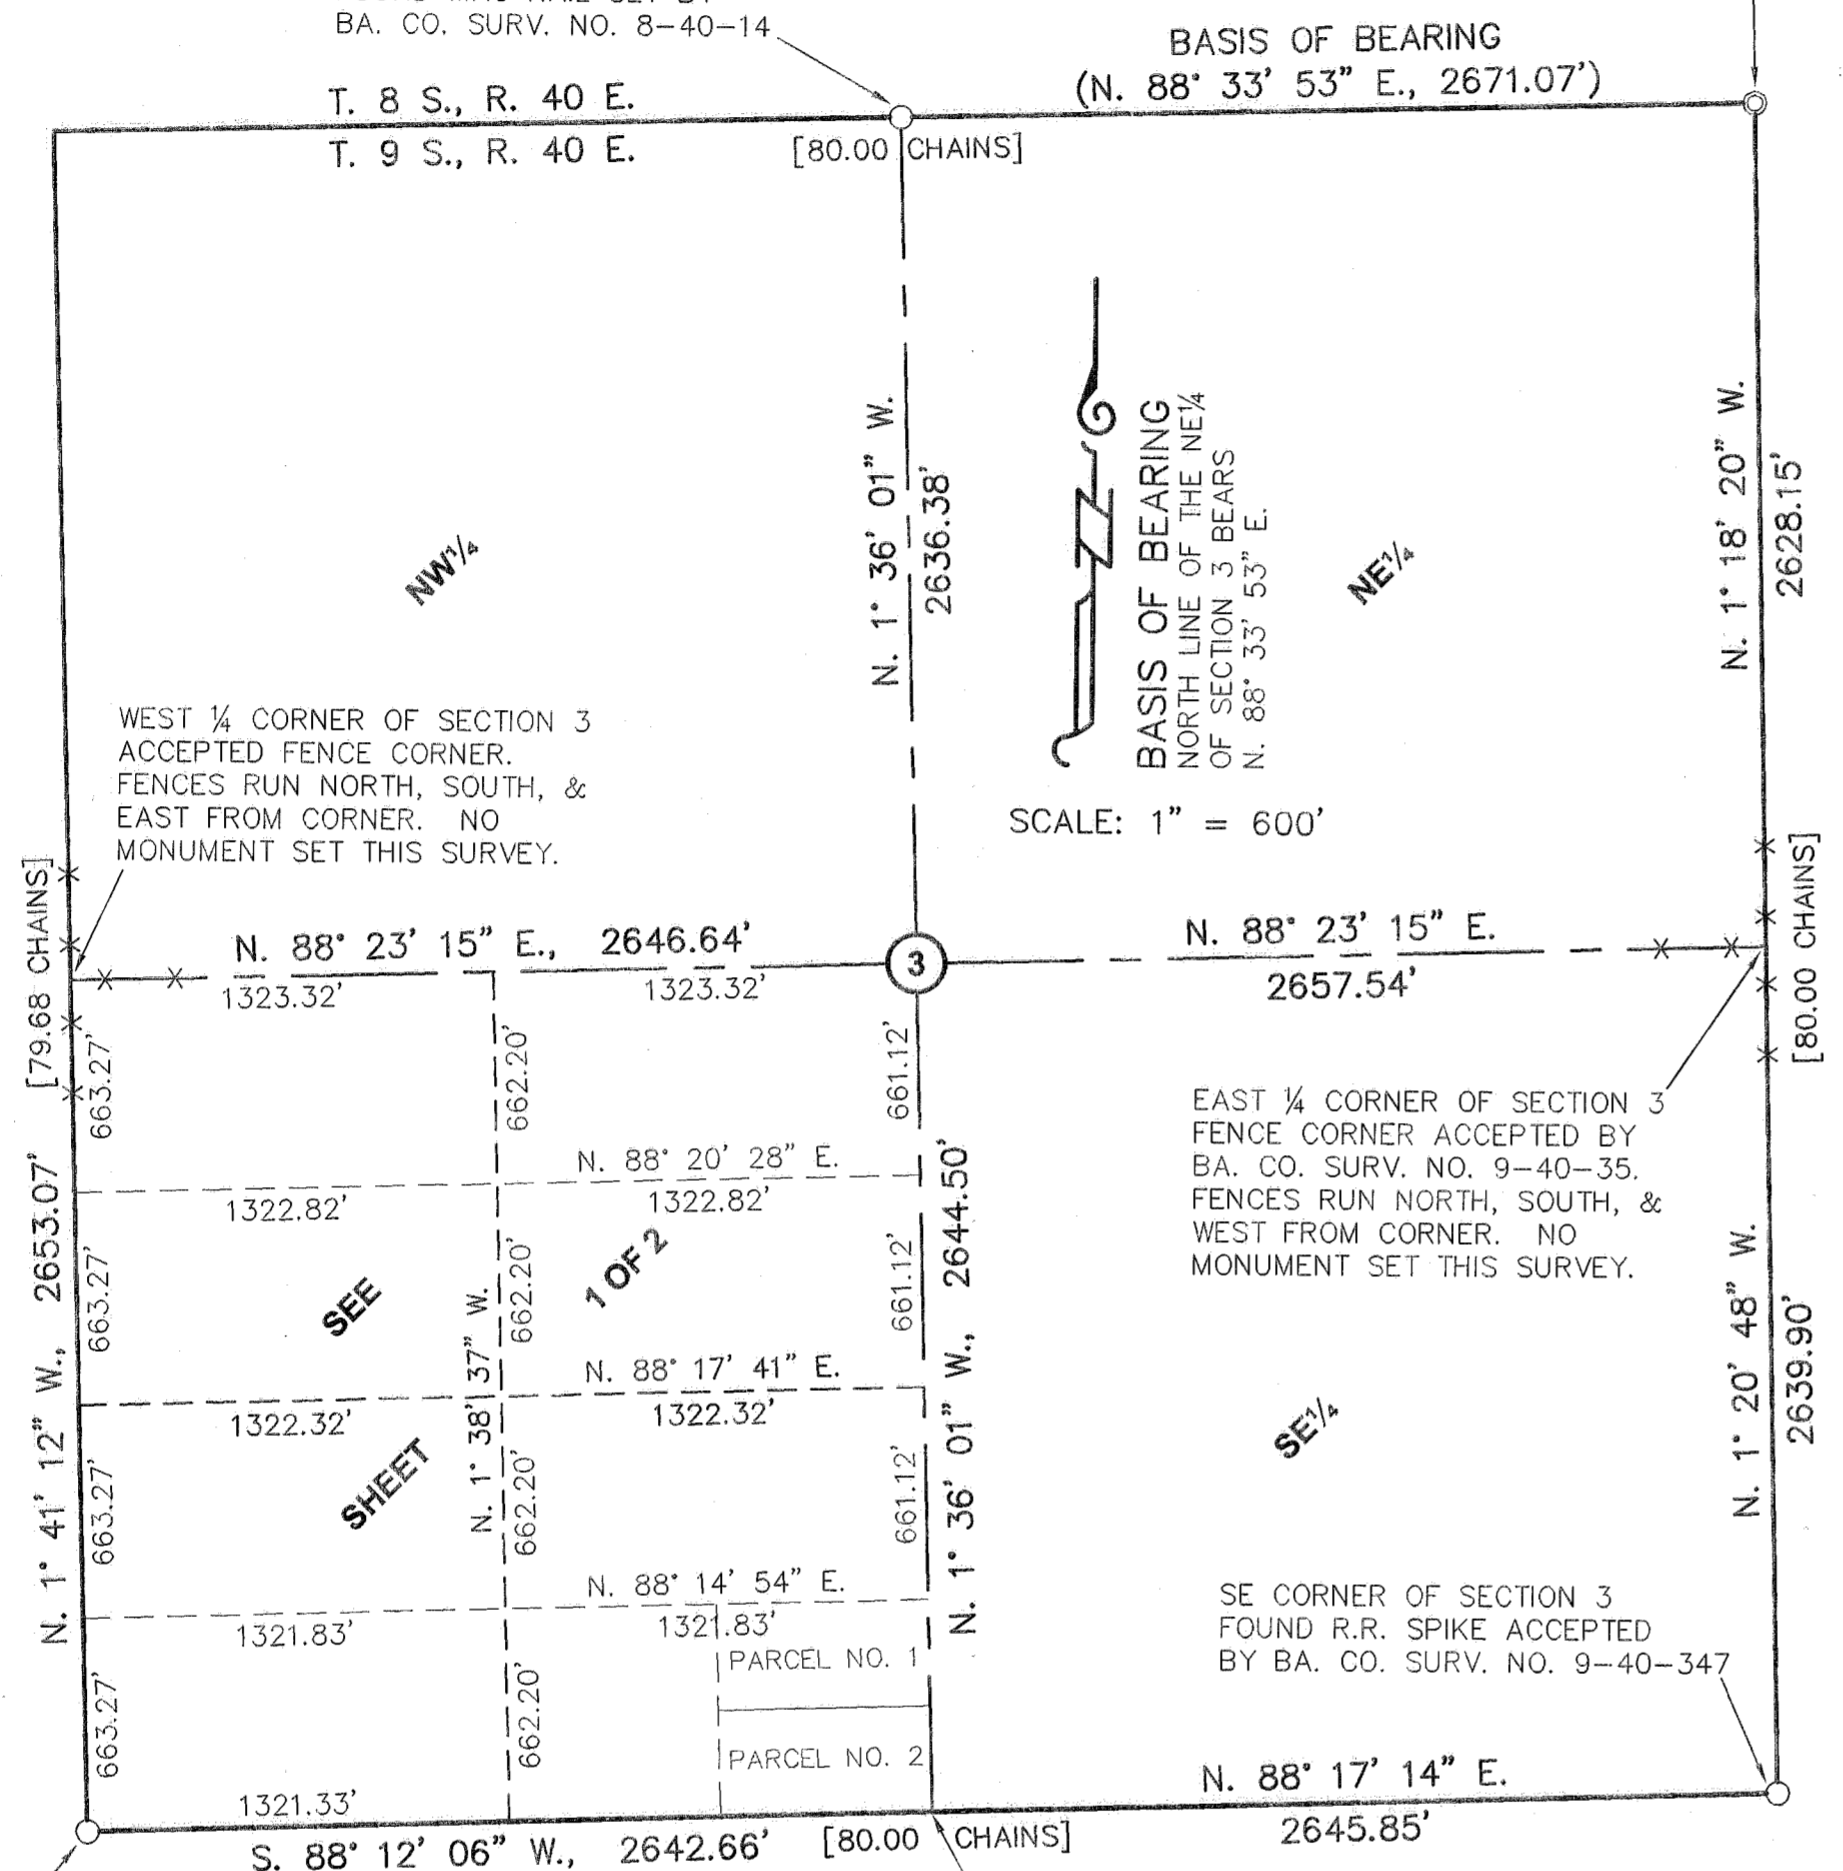 BA. CO. SURV. NO. 8-40-14
BASIS OF BEARING
(N. 88° 33' 53" E., 2671.07')
T. 8 S., R. 40 E.
T. 9 S., R. 40 E.
[80.00 CHAINS]
N. 1° 36' 01" W.
2636.38'
BASIS OF BEARING
NORTH LINE OF THE NE¼
OF SECTION 3 BEARS
N. 88° 33' 53" E.
N. 1° 18' 20" W.
2628.15'
NW¼
NE¼
WEST ¼ CORNER OF SECTION 3
ACCEPTED FENCE CORNER.
FENCES RUN NORTH, SOUTH, &
EAST FROM CORNER. NO
MONUMENT SET THIS SURVEY.
SCALE: 1" = 600'
[79.68 CHAINS]
[80.00 CHAINS]
N. 88° 23' 15" E., 2646.64'
1323.32'
1323.32'
3
N. 88° 23' 15" E.
2657.54'
663.27'
662.20'
661.12'
EAST ¼ CORNER OF SECTION 3
FENCE CORNER ACCEPTED BY
BA. CO. SURV. NO. 9-40-35.
FENCES RUN NORTH, SOUTH, &
WEST FROM CORNER. NO
MONUMENT SET THIS SURVEY.
N. 88° 20' 28" E.
1322.82'
1322.82'
N. 1° 41' 12" W., 2653.07'
663.27'
SEE
1 OF 2
662.20'
661.12'
N. 1° 36' 01" W., 2644.50'
N. 1° 38' 37" W.
N. 88° 17' 41" E.
1322.32'
1322.32'
N. 1° 20' 48" W.
2639.90'
SE¼
SHEET
663.27'
662.20'
661.12'
N. 88° 14' 54" E.
1321.83'
1321.83'
SE CORNER OF SECTION 3
FOUND R.R. SPIKE ACCEPTED
BY BA. CO. SURV. NO. 9-40-347
PARCEL NO. 1
663.27'
662.20'
PARCEL NO. 2
1321.33'
N. 88° 17' 14" E.
2645.85'
S. 88° 12' 06" W., 2642.66'
[80.00 CHAINS]